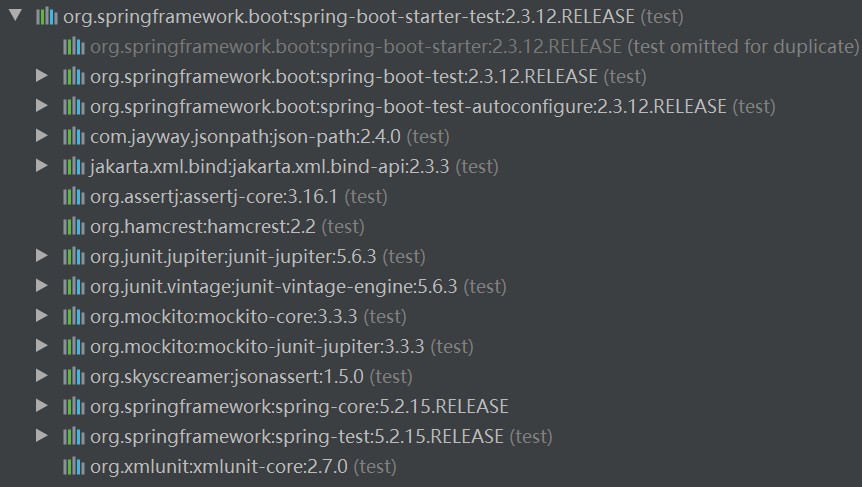 org.springframework.boot:spring-boot-starter-test:2.3.12.RELEASE (test)
org.springframework.boot:spring-boot-starter:2.3.12.RELEASE (test omitted for duplicate)
org.springframework.boot:spring-boot-test:2.3.12.RELEASE (test)
org.springframework.boot:spring-boot-test-autoconfigure:2.3.12.RELEASE (test)
com.jayway.jsonpath:json-path:2.4.0 (test)
jakarta.xml.bind:jakarta.xml.bind-api:2.3.3 (test)
org.assertj:assertj-core:3.16.1 (test)
org.hamcrest:hamcrest:2.2 (test)
org.junit.jupiter:junit-jupiter:5.6.3 (test)
org.junit.vintage:junit-vintage-engine:5.6.3 (test)
org.mockito:mockito-core:3.3.3 (test)
org.mockito:mockito-junit-jupiter:3.3.3 (test)
org.skyscreamer:jsonassert:1.5.0 (test)
org.springframework:spring-core:5.2.15.RELEASE
org.springframework:spring-test:5.2.15.RELEASE (test)
org.xmlunit:xmlunit-core:2.7.0 (test)